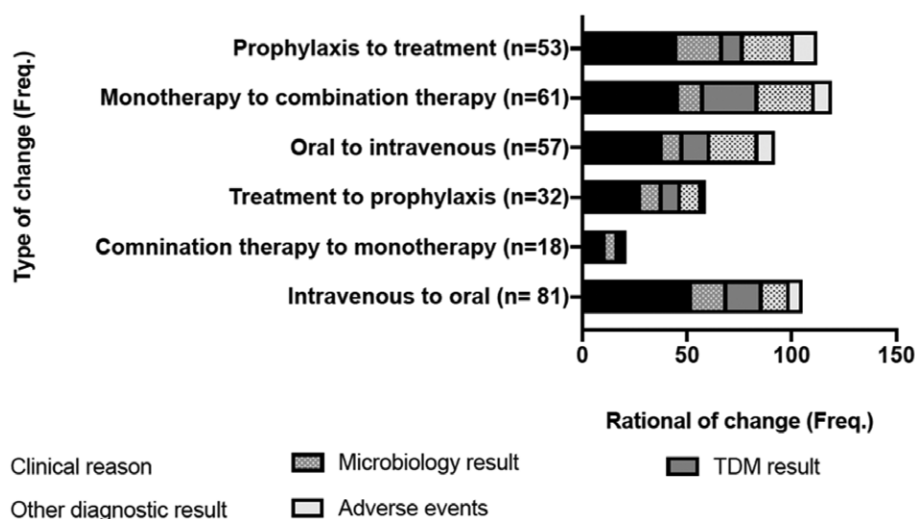 Type of change (Freq.)
Prophylaxis to treatment (n=53)
Monotherapy to combination therapy (n=61)
Oral to intravenous (n=57)
Treatment to prophylaxis (n=32)
Comnination therapy to monotherapy (n=18)
Intravenous to oral (n= 81)
0 50 100 150
Rational of change (Freq.)
Clinical reason Microbiology result TDM result
Other diagnostic result Adverse events